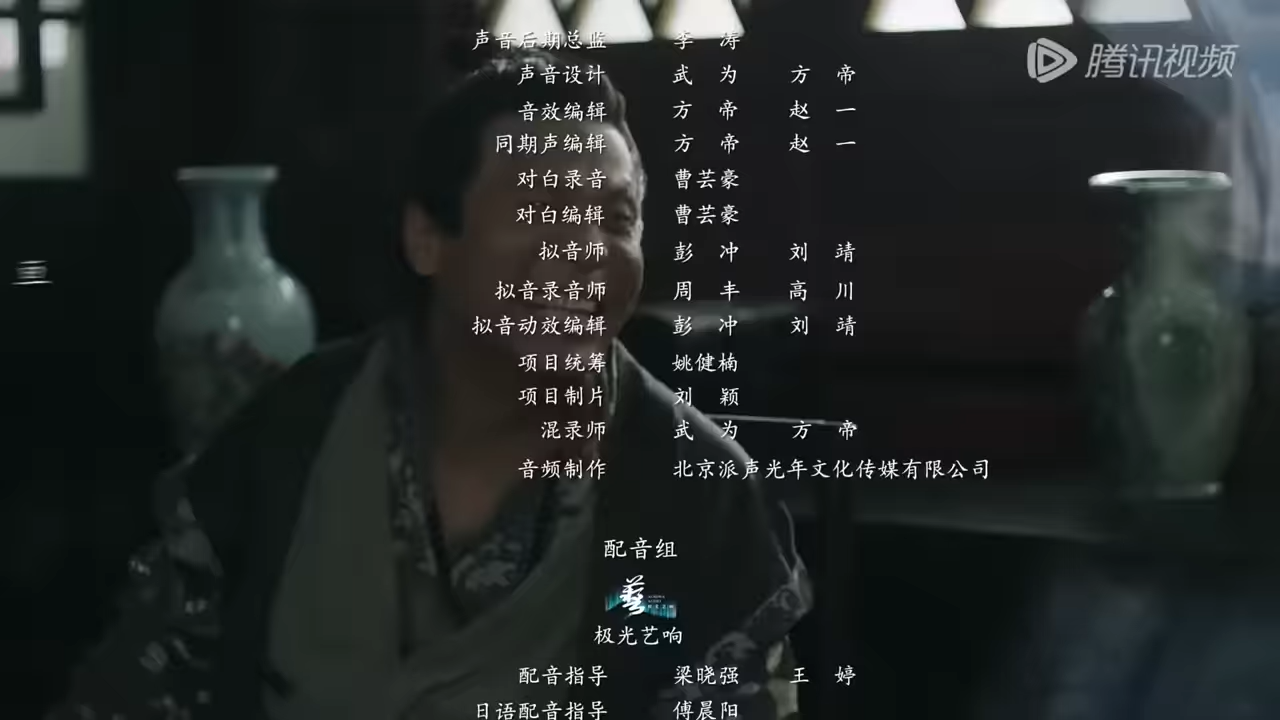 声音后期总监 李 涛
腾讯视频
声音设计 武 为 方 帝
音效编辑 方 帝 赵 一
同期声编辑 方 帝 赵 一
对白录音 曹芸豪
对白编辑 曹芸豪
拟音师 彭 冲 刘 靖
拟音录音师 周 丰 高 川
拟音动效编辑 彭 冲 刘 靖
项目统筹 姚健楠
项目制片 刘 颖
混录师 武 为 方 帝
音频制作 北京派声光年文化传媒有限公司
配音组
藝
极光艺响
配音指导 梁晓强 王 婷
日语配音指导 傅晨阳